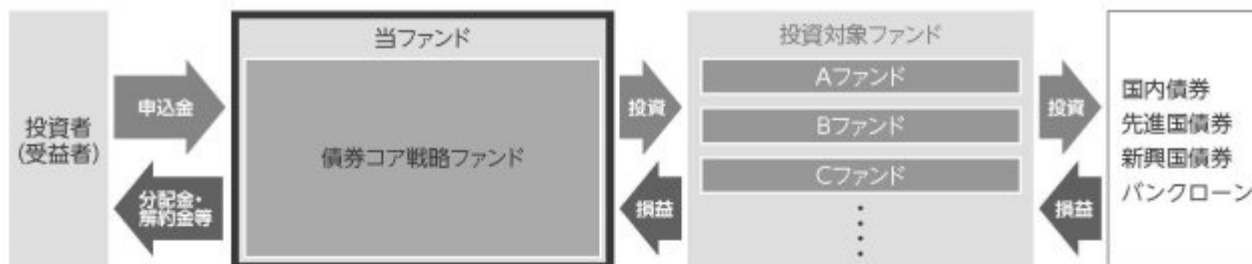 投資者
(受益者)
申込金
分配金・
解約金等
当ファンド
債券コア戦略ファンド
投資
損益
投資対象ファンド
Aファンド
Bファンド
Cファンド
投資
損益
国内債券
先進国債券
新興国債券
バンクローン